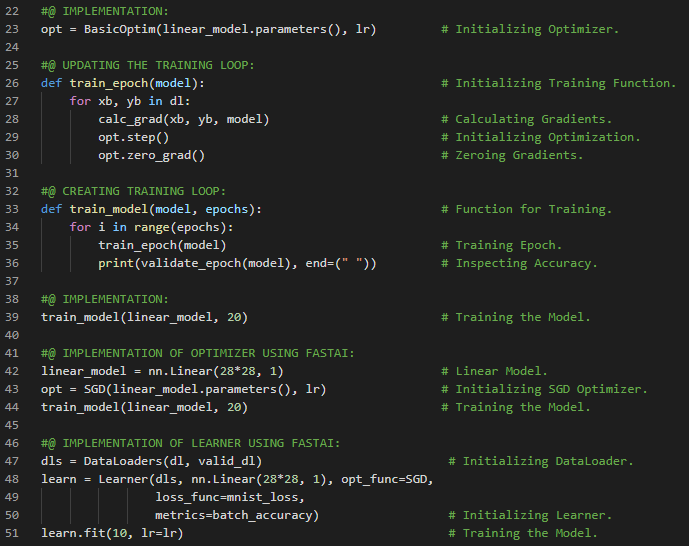 22 #@ IMPLEMENTATION:
23 opt = BasicOptim(linear_model.parameters(), lr) # Initializing Optimizer.
24
25 #@ UPDATING THE TRAINING LOOP:
26 def train_epoch(model): # Initializing Training Function.
27 for xb, yb in dl:
28 calc_grad(xb, yb, model) # Calculating Gradients.
29 opt.step() # Initializing Optimization.
30 opt.zero_grad() # Zeroing Gradients.
31
32 #@ CREATING TRAINING LOOP:
33 def train_model(model, epochs): # Function for Training.
34 for i in range(epochs):
35 train_epoch(model) # Training Epoch.
36 print(validate_epoch(model), end=(" ")) # Inspecting Accuracy.
37
38 #@ IMPLEMENTATION:
39 train_model(linear_model, 20) # Training the Model.
40
41 #@ IMPLEMENTATION OF OPTIMIZER USING FASTAI:
42 linear_model = nn.Linear(28*28, 1) # Linear Model.
43 opt = SGD(linear_model.parameters(), lr) # Initializing SGD Optimizer.
44 train_model(linear_model, 20) # Training the Model.
45
46 #@ IMPLEMENTATION OF LEARNER USING FASTAI:
47 dls = DataLoaders(dl, valid_dl) # Initializing DataLoader.
48 learn = Learner(dls, nn.Linear(28*28, 1), opt_func=SGD,
49 loss_func=mnist_loss,
50 metrics=batch_accuracy) # Initializing Learner.
51 learn.fit(10, lr=lr) # Training the Model.